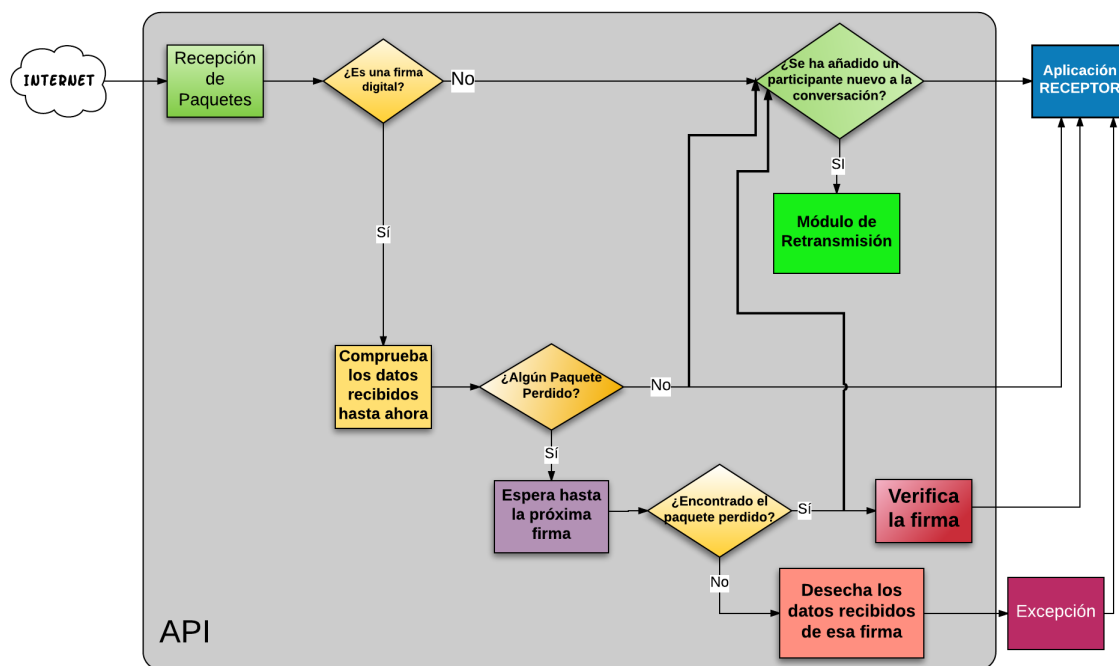 INTERNET
Recepción
de
Paquetes
¿Es una firma
digital?
No
¿Se ha añadido un
participante nuevo a la
conversación?
Aplicación
RECEPTOR
SI
Módulo de
Retransmisión
Sí
Comprueba
los datos
recibidos
hasta ahora
¿Algún Paquete
Perdido?
No
Sí
Espera hasta
la próxima
firma
¿Encontrado el
paquete perdido?
Sí
Verifica
la firma
No
Desecha los
datos recibidos
de esa firma
Excepción
API